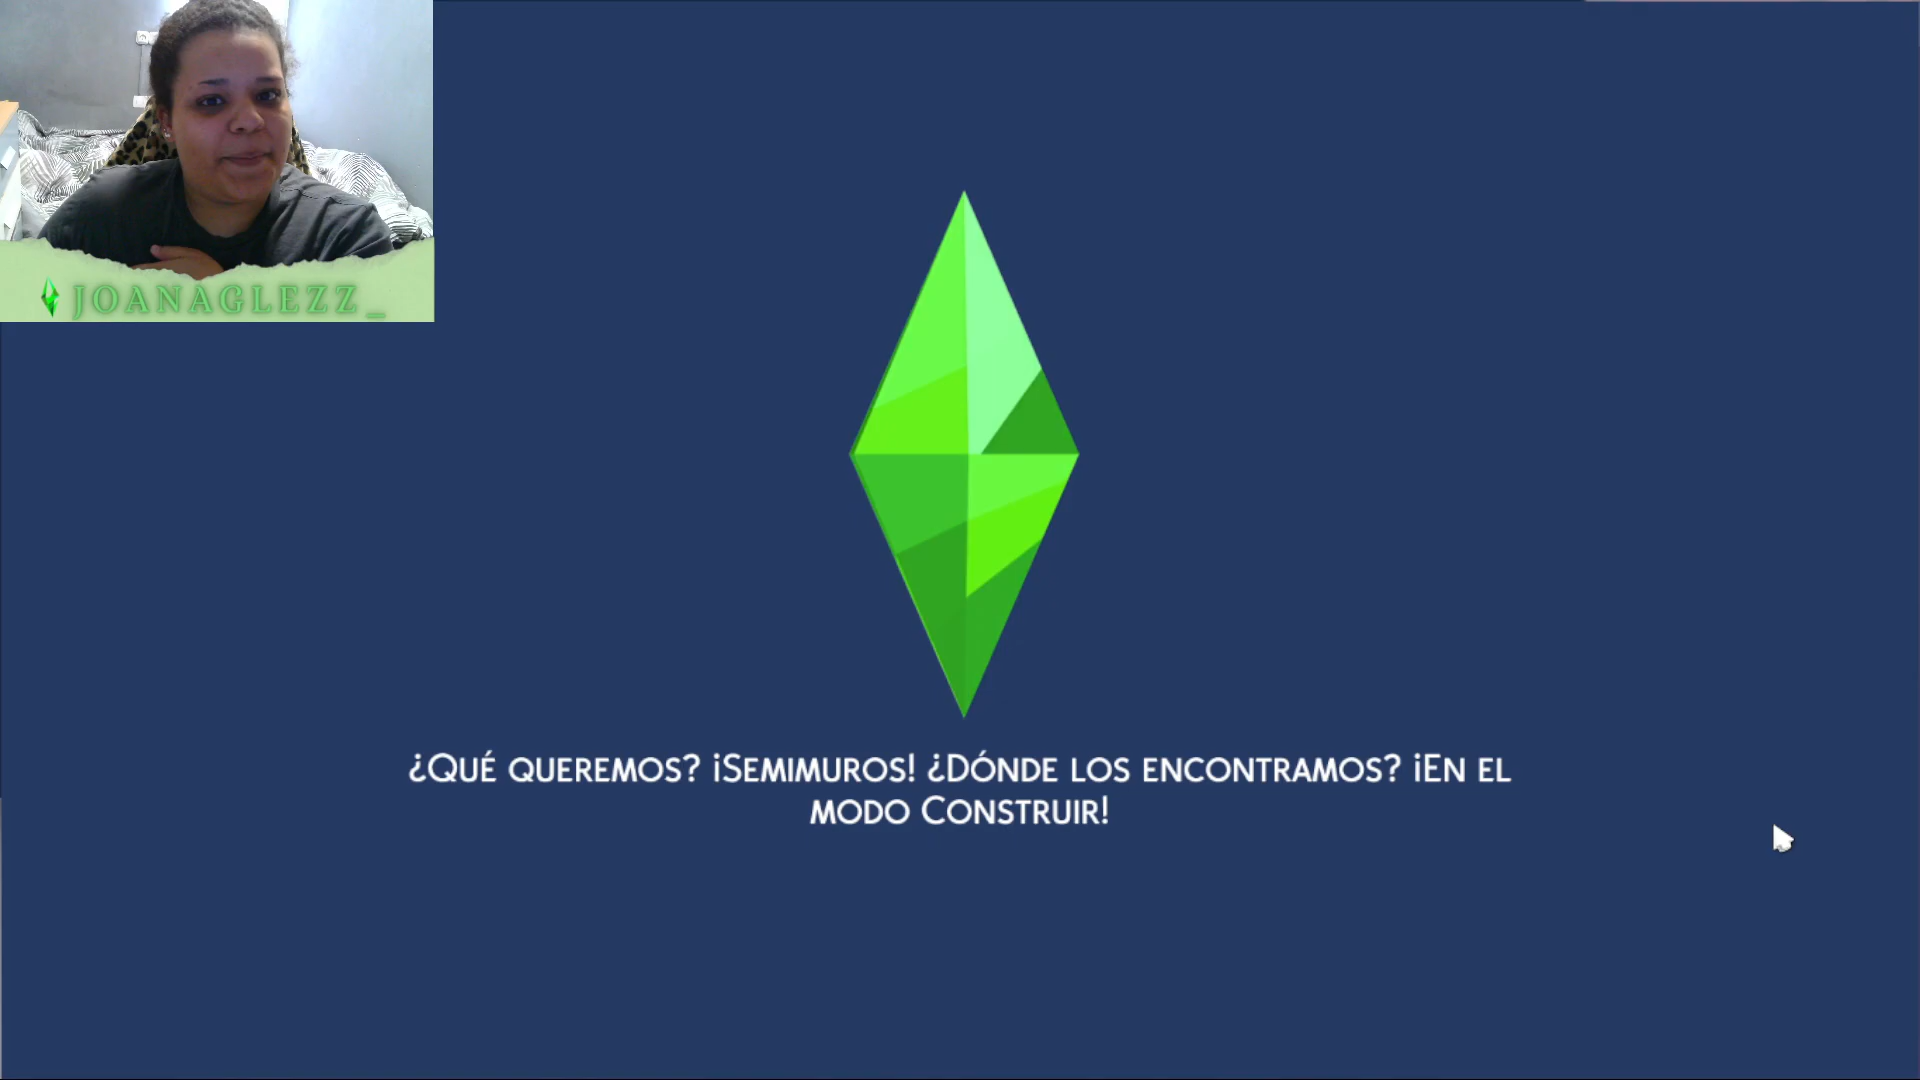 JOANAGLEZZ_
¿Qué queremos? ¡Semimuros! ¿Dónde los encontramos? ¡En el
modo Construir!